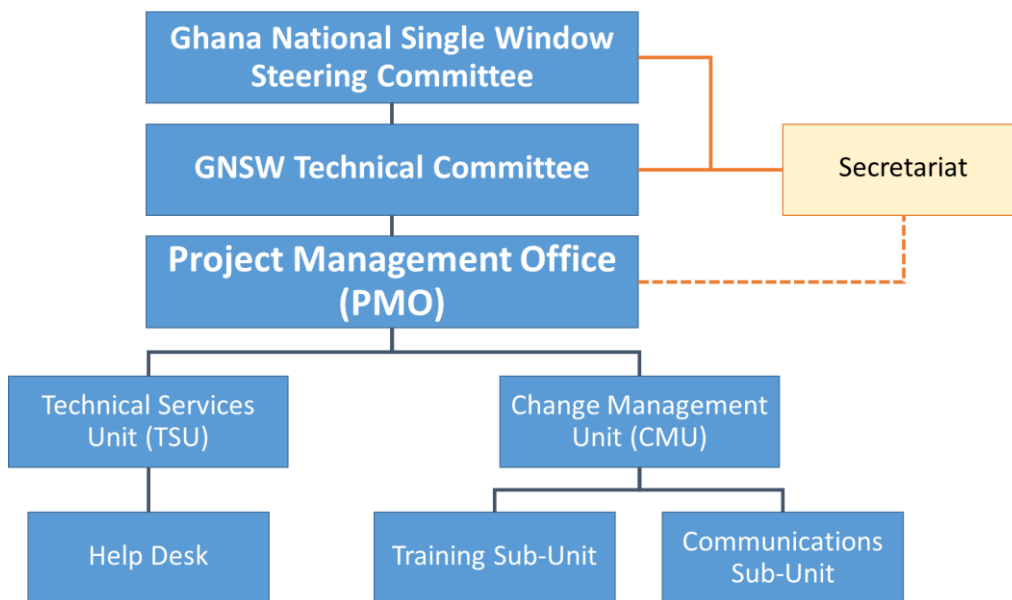 Ghana National Single Window
Steering Committee
GNSW Technical Committee
Secretariat
Project Management Office
(PMO)
Technical Services
Unit (TSU)
Change Management
Unit (CMU)
Help Desk
Training Sub-Unit
Communications
Sub-Unit